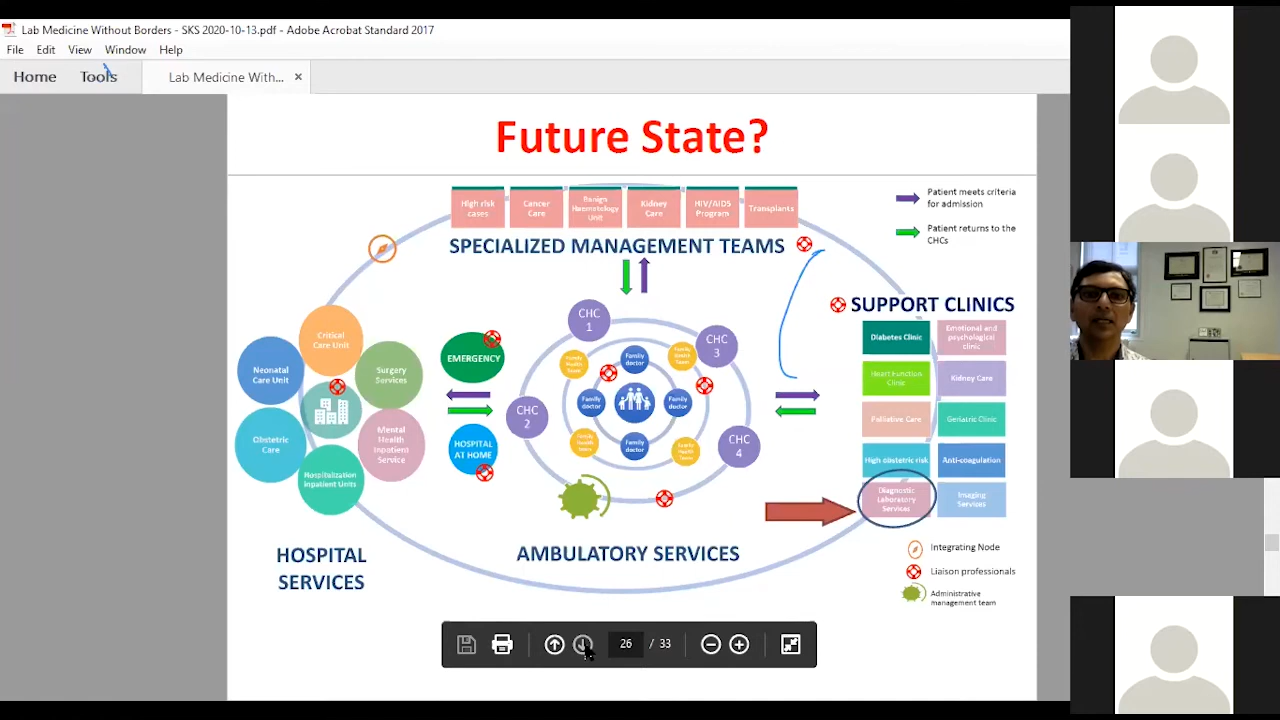 Lab Medicine Without Borders - SKS 2020-10-13.pdf - Adobe Acrobat Standard 2017
File Edit View Window Help
Home Tools Lab Medicine With... ×
Future State?
High risk cases
Cancer Care
Benign Haematology Unit
Kidney Care
HIV/AIDS Program
Transplants
SPECIALIZED MANAGEMENT TEAMS
Patient meets criteria
for admission
Patient returns to the
CHCs
SUPPORT CLINICS
Diabetes Clinic
Emotional and psychological clinic
Heart Function Clinic
Kidney Care
Palliative Care
Geriatric Clinic
High obstetric risk
Anti-coagulation
Diagnostic Laboratory Services
Imaging Services
Critical Care Unit
Neonatal Care Unit
Surgery Services
Obstetric Care
Mental Health Inpatient Service
Hospitalization Inpatient Units
EMERGENCY
HOSPITAL AT HOME
CHC 1
CHC 3
CHC 2
CHC 4
Family Health Team
Family doctor
Family Health Team
Family doctor
Family doctor
Family Health Team
Family doctor
Family Health Team
HOSPITAL
SERVICES
AMBULATORY SERVICES
Integrating Node
Liaison professionals
Administrative
management team
26 / 33